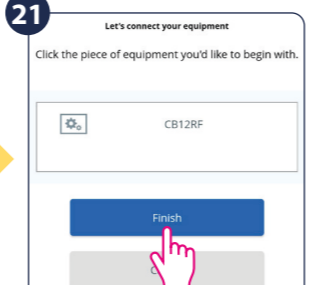 21
Let's connect your equipment
Click the piece of equipment you'd like to begin with.
CB12RF
Finish